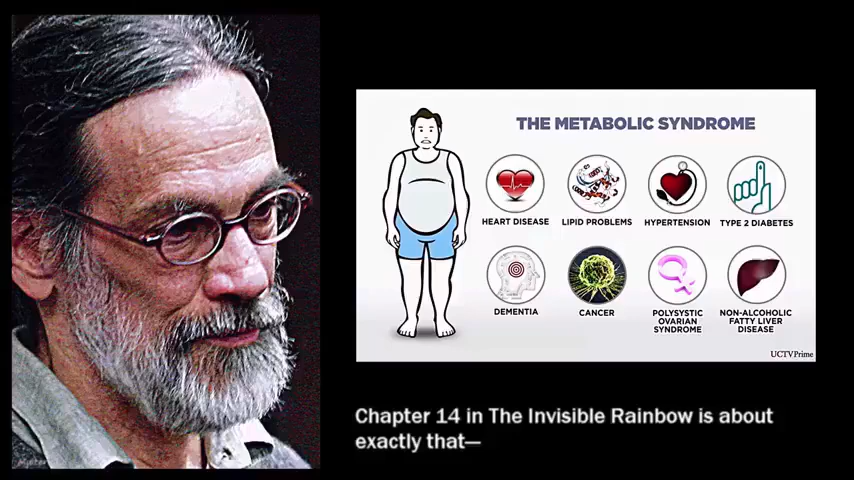 THE METABOLIC SYNDROME
HEART DISEASE
LIPID PROBLEMS
HYPERTENSION
TYPE 2 DIABETES
DEMENTIA
CANCER
POLYSYSTIC
OVARIAN
SYNDROME
NON-ALCOHOLIC
FATTY LIVER
DISEASE
UCTVPrime
Chapter 14 in The Invisible Rainbow is about
exactly that—